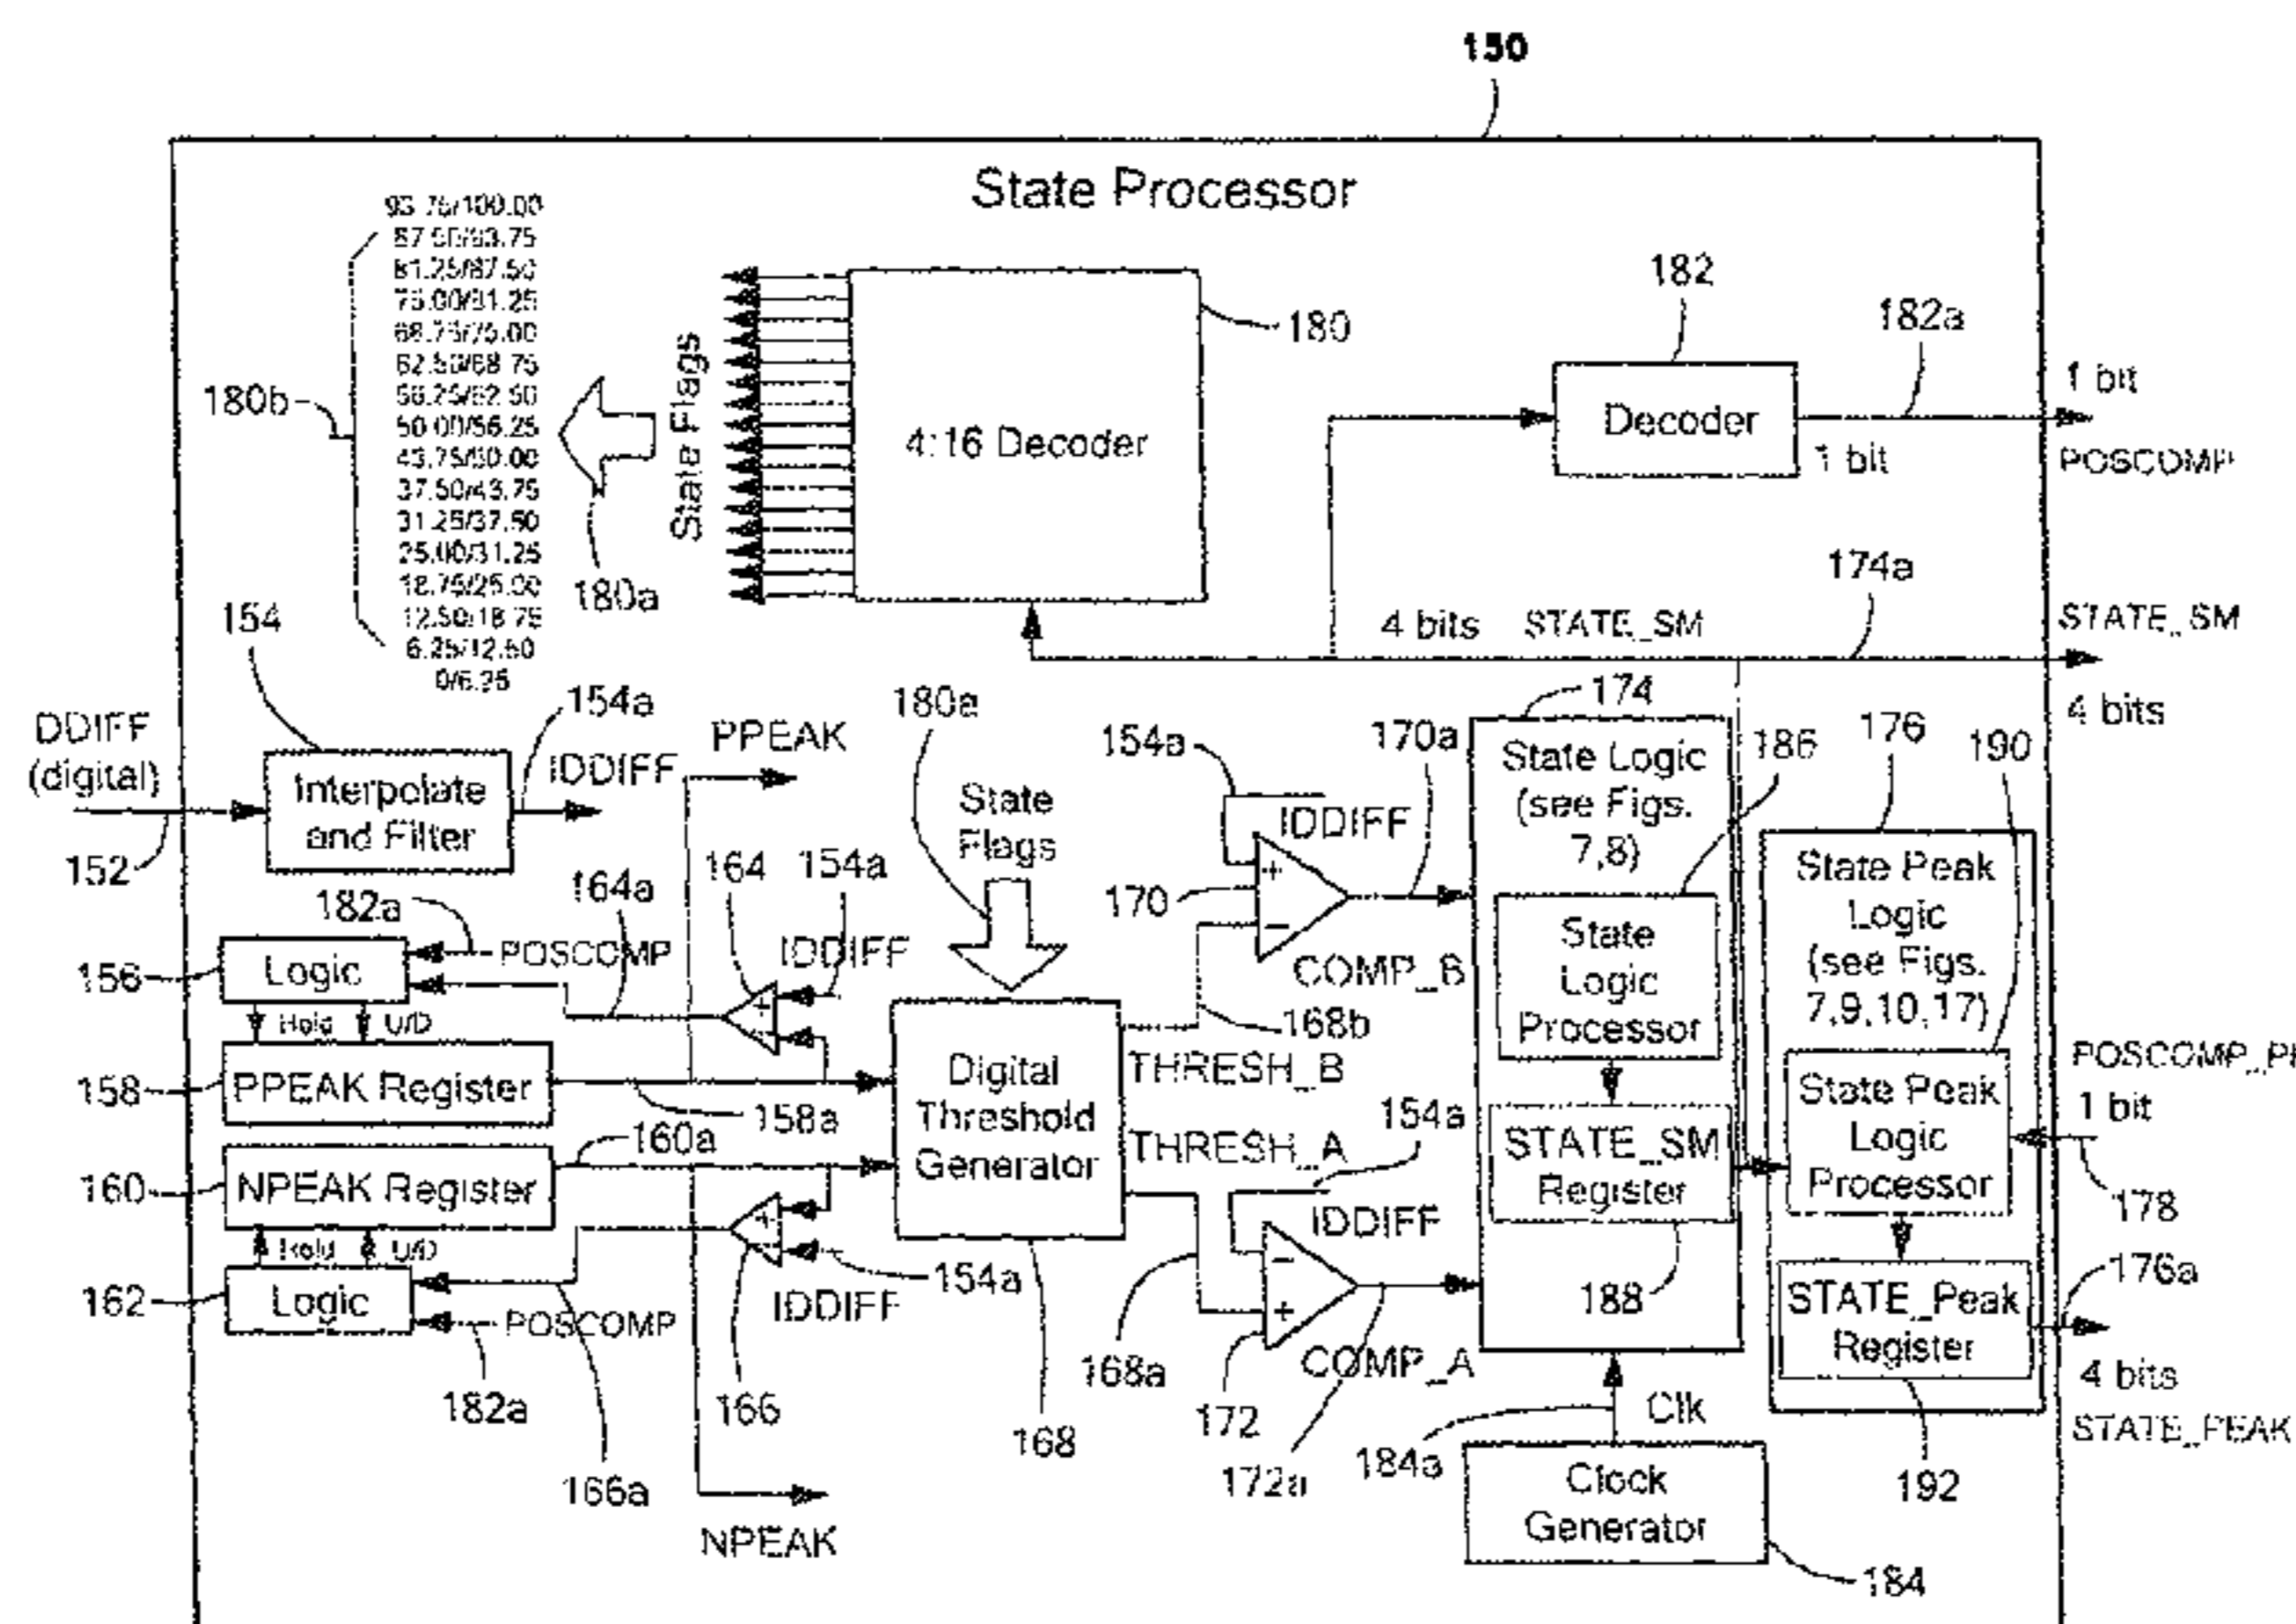 150
State Processor
93.75/100.00
87.50/93.75
81.25/87.50
75.00/81.25
68.75/75.00
62.50/68.75
56.25/62.50
50.00/56.25
43.75/50.00
37.50/43.75
31.25/37.50
25.00/31.25
18.75/25.00
12.50/18.75
6.25/12.50
0/6.25
180b
180a
State Flags
4:16 Decoder
180
182
Decoder
182a
1 bit
1 bit
POSCOMP
174a
4 bits STATE_SM
STATE_SM
4 bits
154
154a
DDIFF
(digital)
152
Interpolate
and Filter
IDDIFF
PPEAK
180a
State
Flags
154a
IDDIFF
170
170a
COMP_B
174
State Logic
(see Figs.
7,8)
186
State
Logic
Processor
STATE_SM
Register
188
176
190
State Peak
Logic
(see Figs.
7,9,10,17)
State Peak
Logic
Processor
STATE_Peak
Register
192
1 bit
178
176a
4 bits
STATE_PEAK
182a
164a
164
154a
IDDIFF
156
Logic
POSCOMP
Hold
U/D
158
PPEAK Register
158a
160a
160
NPEAK Register
Hold
U/D
162
Logic
POSCOMP
182a
166a
166
154a
IDDIFF
NPEAK
Digital
Threshold
Generator
168
168b
THRESH_B
THRESH_A
154a
IDDIFF
168a
172
172a
COMP_A
184a
Clk
Clock
Generator
184